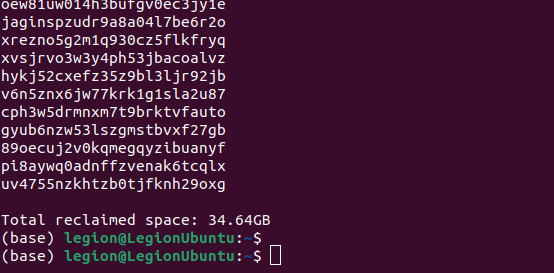 oew81uw014h3bufgv0ec3jy1e
jaginspzudr9a8a04l7be6r2o
xrezno5g2m1q930cz5flkfryq
xvsjrvo3w3y4ph53jbacoalvz
hykj52cxefz35z9bl3ljr92jb
v6n5znx6jw77krk1g1sla2u87
cph3w5drmnxm7t9brktvfauto
gyub6nzw53lszgmstbvxf27gb
89oecuj2v0kqmegqyzibuanyf
pi8aywq0adnffzvenak6tcqlx
uv4755nzkhtzb0tjfknh29oxg
Total reclaimed space: 34.64GB
(base) legion@LegionUbuntu:~$
(base) legion@LegionUbuntu:~$